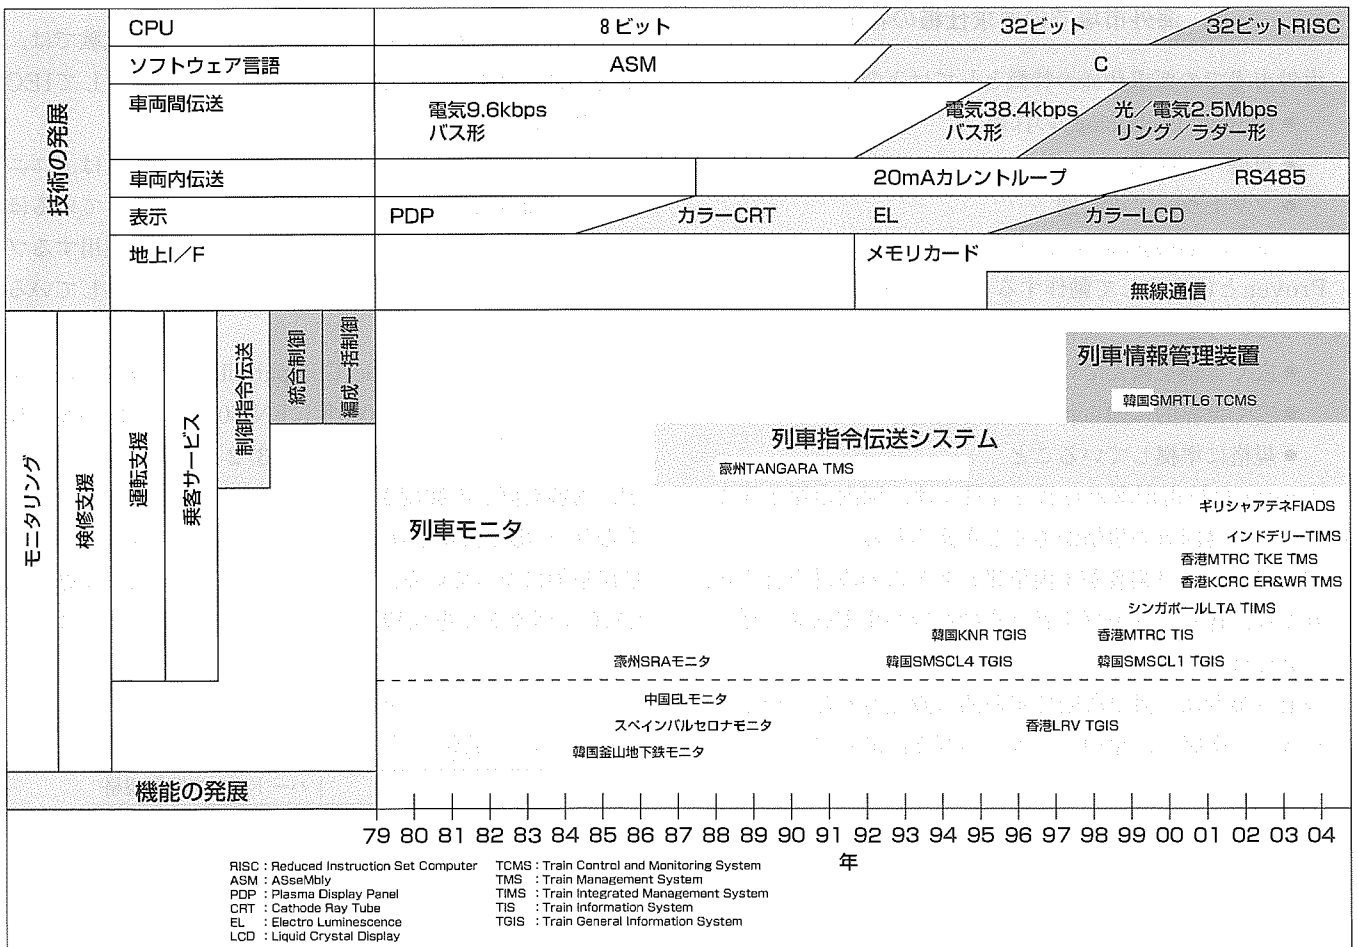 技術の発展
CPU
8ビット
32ビット
32ビットRISC
ソフトウェア言語
ASM
C
車両間伝送
電気9.6kbps
バス形
電気38.4kbps
バス形
光／電気2.5Mbps
リング／ラダー形
車両内伝送
20mAカレントループ
RS485
表示
PDP
カラーCRT
EL
カラーLCD
地上I／F
メモリカード
無線通信
モニタリング
検修支援
運転支援
乗客サービス
制御指令伝送
統合制御
編成一括制御
列車情報管理装置
韓国SMRTL6 TCMS
列車指令伝送システム
豪州TANGARA TMS
列車モニタ
ギリシャアテネFIADS
インドデリーTIMS
香港MTRC TKE TMS
香港KCRC ER&WR TMS
シンガポールLTA TIMS
韓国KNR TGIS
香港MTRC TIS
豪州SRAモニタ
韓国SMSCL4 TGIS
韓国SMSCL1 TGIS
中国ELモニタ
スペインバルセロナモニタ
香港LRV TGIS
韓国釜山地下鉄モニタ
機能の発展
79 80 81 82 83 84 85 86 87 88 89 90 91 92 93 94 95 96 97 98 99 00 01 02 03 04
年
RISC : Reduced Instruction Set Computer
ASM : ASseMbly
PDP : Plasma Display Panel
CRT : Cathode Ray Tube
EL : Electro Luminescence
LCD : Liquid Crystal Display
TCMS : Train Control and Monitoring System
TMS : Train Management System
TIMS : Train Integrated Management System
TIS : Train Information System
TGIS : Train General Information System